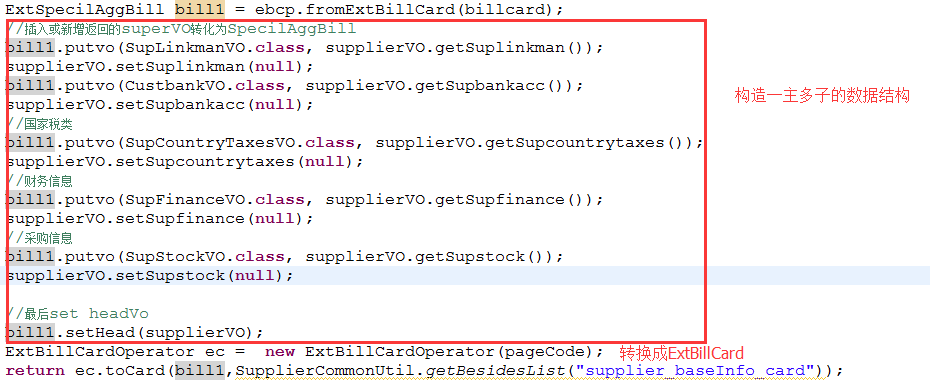 ExtSpecilAggBill bill1 = ebcp.fromExtBillCard(billcard);
//插入或新增返回的superVO转化为SpecilAggBill
bill1.putvo(SupLinkmanVO.class, supplierVO.getSuplinkman());
supplierVO.setSuplinkman(null);
bill1.putvo(CustbankVO.class, supplierVO.getSupbankacc());
supplierVO.setSupbankacc(null);
构造一主多子的数据结构
//国家税类
bill1.putvo(SupCountryTaxesVO.class, supplierVO.getSupcountrytaxes());
supplierVO.setSupcountrytaxes(null);
//财务信息
bill1.putvo(SupFinanceVO.class, supplierVO.getSupfinance());
supplierVO.setSupfinance(null);
//采购信息
bill1.putvo(SupStockVO.class, supplierVO.getSupstock());
supplierVO.setSupstock(null);
//最后set headVo
bill1.setHead(supplierVO);
ExtBillCardOperator ec =  new ExtBillCardOperator(pageCode); 转换成ExtBillCard
return ec.toCard(bill1,SupplierCommonUtil.getBesidesList("supplier_baseInfo_card"));